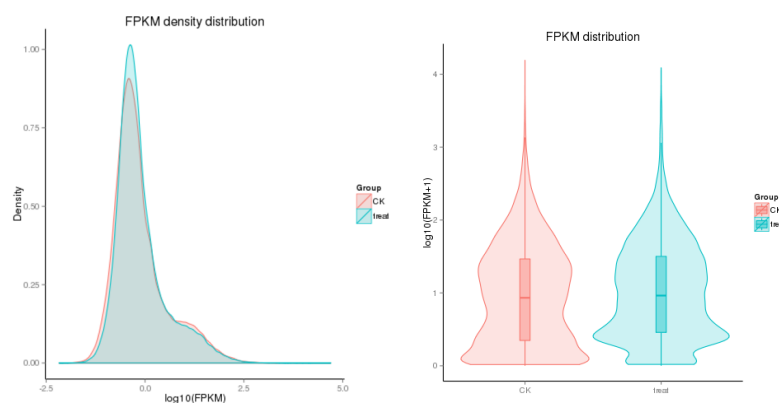 FPKM density distribution
1.00
0.75
0.50
0.25
0.00
Density
-2.5
0.0
2.5
5.0
log10(FPKM)
Group
CK
treat
FPKM distribution
4
3
2
1
0
log10(FPKM+1)
CK
treat
Group